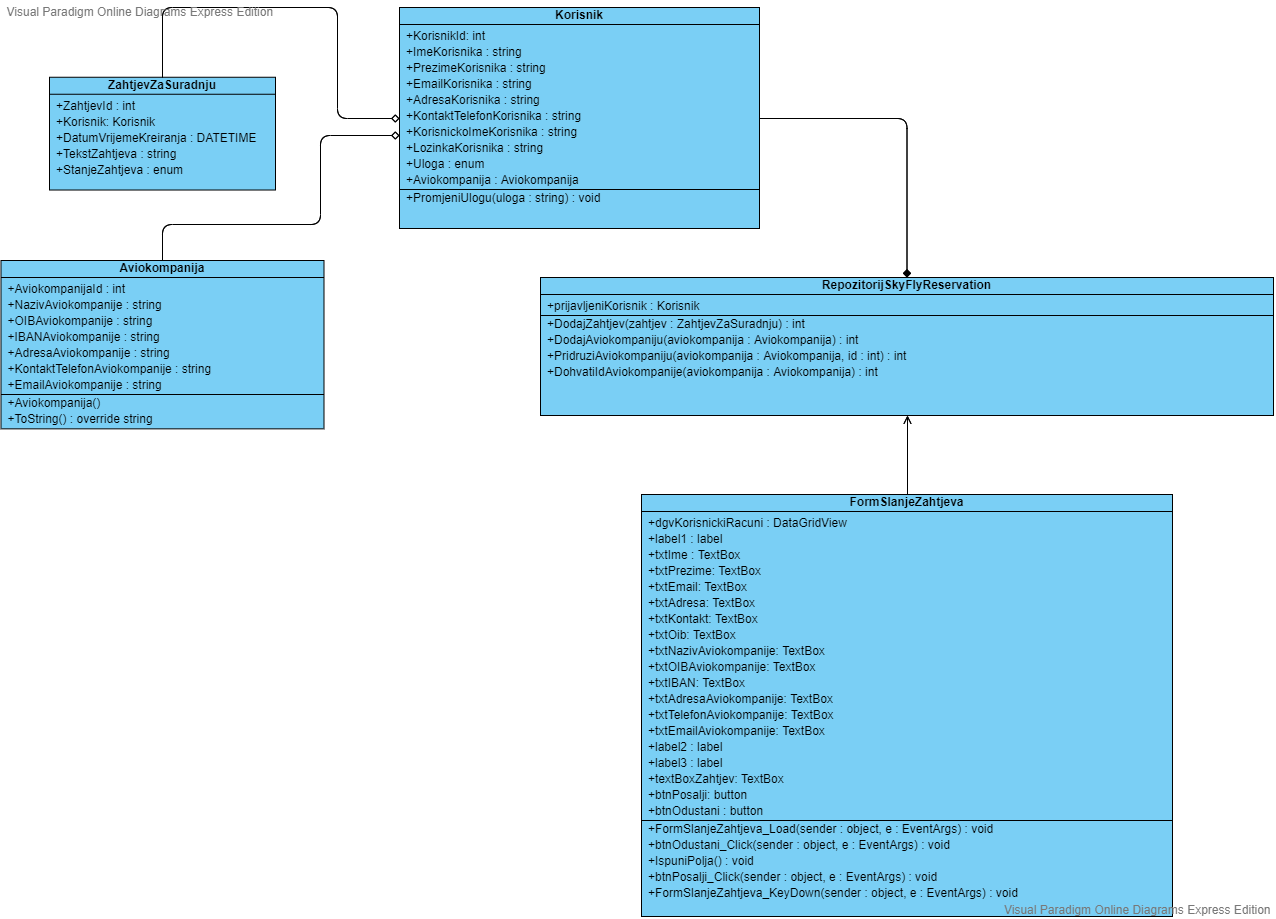 Visual Paradigm Online Diagrams Express Edition
Korisnik
+KorisnikId: int
+ImeKorisnika : string
+PrezimeKorisnika : string
+EmailKorisnika : string
+AdresaKorisnika : string
+KontaktTelefonKorisnika : string
+KorisnickoImeKorisnika : string
+LozinkaKorisnika : string
+Uloga : enum
+Aviokompanija : Aviokompanija
+PromjeniUlogu(uloga : string) : void
ZahtjevZaSuradnju
+ZahtjevId : int
+Korisnik: Korisnik
+DatumVrijemeKreiranja : DATETIME
+TekstZahtjeva : string
+StanjeZahtjeva : enum
Aviokompanija
+AviokompanijaId : int
+NazivAviokompanije : string
+OIBAviokompanije : string
+IBANAviokompanije : string
+AdresaAviokompanije : string
+KontaktTelefonAviokompanije : string
+EmailAviokompanije : string
+Aviokompanija()
+ToString() : override string
RepozitorijSkyFlyReservation
+prijavljeniKorisnik : Korisnik
+DodajZahtjev(zahtjev : ZahtjevZaSuradnju) : int
+DodajAviokompaniju(aviokompanija : Aviokompanija) : int
+PridruziAviokompaniju(aviokompanija : Aviokompanija, id : int) : int
+DohvatiIdAviokompanije(aviokompanija : Aviokompanija) : int
FormSlanjeZahtjeva
+dgvKorisnickiRacuni : DataGridView
+label1 : label
+txtIme : TextBox
+txtPrezime: TextBox
+txtEmail: TextBox
+txtAdresa: TextBox
+txtKontakt: TextBox
+txtOib: TextBox
+txtNazivAviokompanije: TextBox
+txtOIBAviokompanije: TextBox
+txtIBAN: TextBox
+txtAdresaAviokompanije: TextBox
+txtTelefonAviokompanije: TextBox
+txtEmailAviokompanije: TextBox
+label2 : label
+label3 : label
+textBoxZahtjev: TextBox
+btnPosalji: button
+btnOdustani : button
+FormSlanjeZahtjeva_Load(sender : object, e : EventArgs) : void
+btnOdustani_Click(sender : object, e : EventArgs) : void
+IspuniPolja() : void
+btnPosalji_Click(sender : object, e : EventArgs) : void
+FormSlanjeZahtjeva_KeyDown(sender : object, e : EventArgs) : void
Visual Paradigm Online Diagrams Express Edition